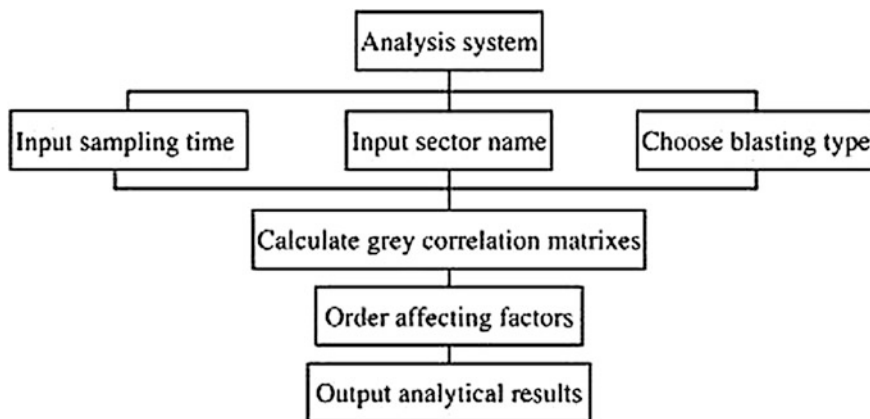 Analysis system
Input sampling time
Input sector name
Choose blasting type
Calculate grey correlation matrixes
Order affecting factors
Output analytical results